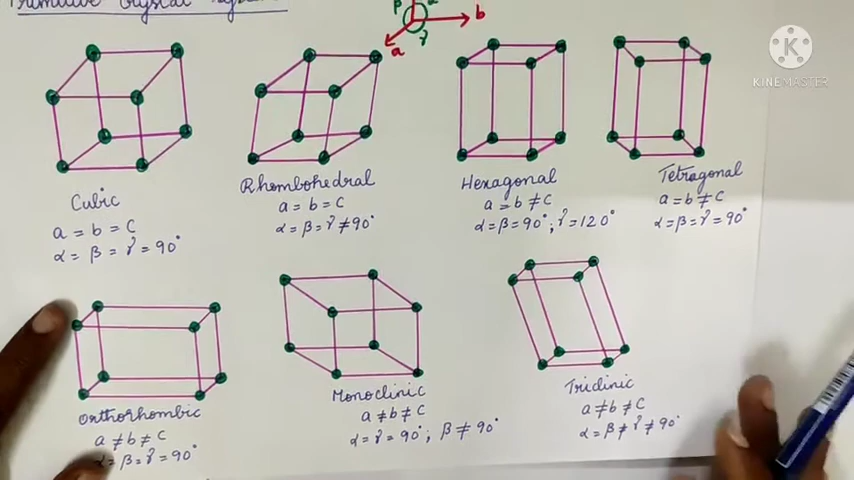 Primitive Crystal System
β α b
a γ
K
KINEMASTER
Cubic
a = b = C
α = β = γ = 90°
Rhombohedral
a = b = C
α = β = γ ≠ 90°
Hexagonal
a = b ≠ C
α = β = 90° ; γ = 120°
Tetragonal
a = b ≠ C
α = β = γ = 90°
Orthorhombic
a ≠ b ≠ C
α = β = γ = 90°
Monoclinic
a ≠ b ≠ C
α = γ = 90° ; β ≠ 90°
Triclinic
a ≠ b ≠ C
α = β ≠ γ ≠ 90°